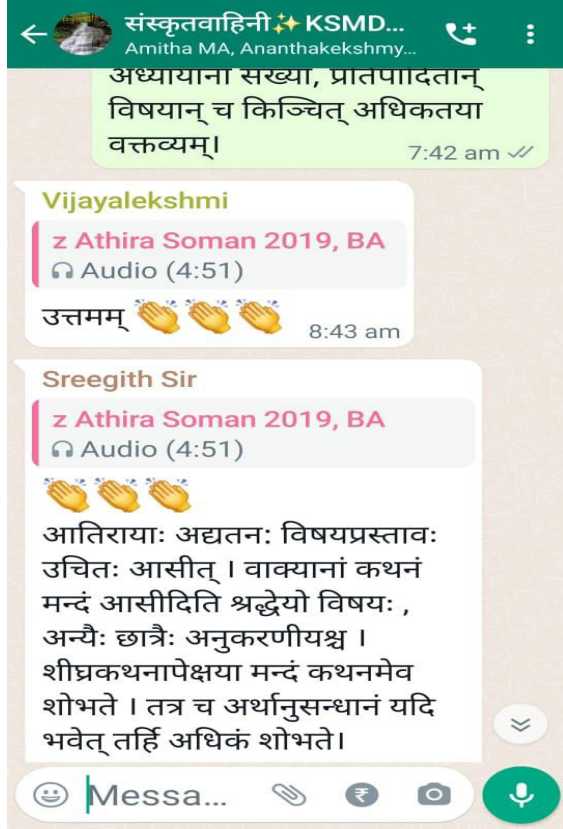 संस्कृतवाहिनी✨KSMD...
Amitha MA, Ananthakekshmy...
अध्यायानां संख्या, प्रतिपादितान्
विषयान् च किञ्चित् अधिकतया
वक्तव्यम्।
7:42 am
Vijayalekshmi
z Athira Soman 2019, BA
Audio (4:51)
उत्तमम् 👏👏👏
8:43 am
Sreegith Sir
z Athira Soman 2019, BA
Audio (4:51)
👏👏👏
आतिरायाः अद्यतन: विषयप्रस्तावः
उचितः आसीत् । वाक्यानां कथनं
मन्दं आसीदिति श्रद्धेयो विषयः ,
अन्यैः छात्रैः अनुकरणीयश्च ।
शीघ्रकथनापेक्षया मन्दं कथनमेव
शोभते । तत्र च अर्थानुसन्धानं यदि
भवेत् तर्हि अधिकं शोभते।
Messa...